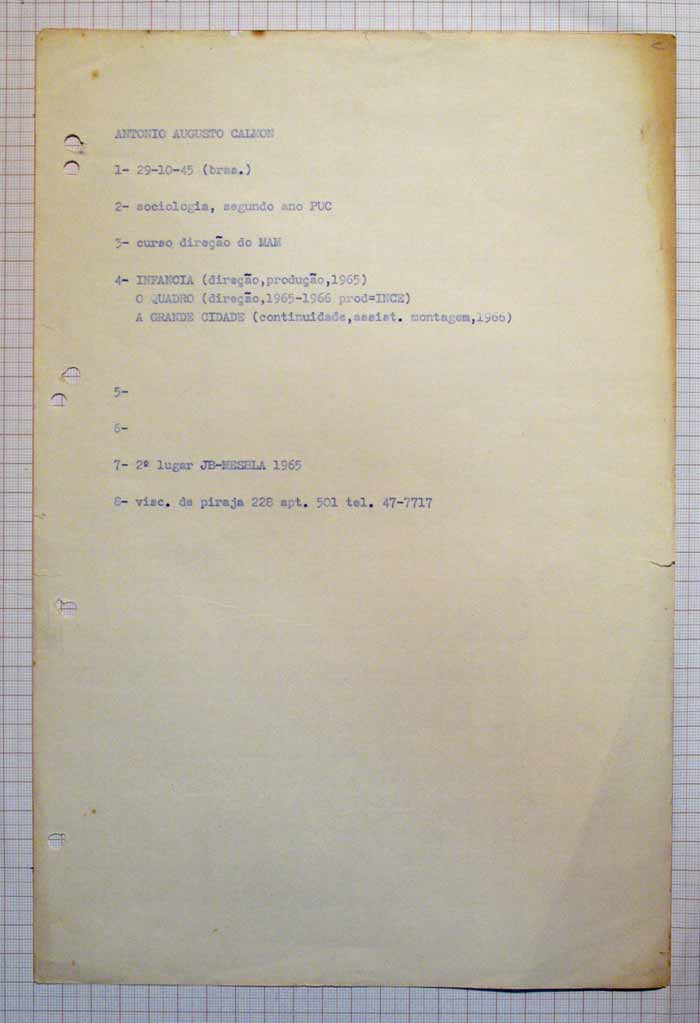 ANTONIO AUGUSTO CALMON
1- 29-10-45 (bras.)
2- sociologia, segundo ano PUC
3- curso direção do MAM
4- INFANCIA (direção,produção,1965)
O QUADRO (direção,1965-1966 prod=INCE)
A GRANDE CIDADE (continuidade,assist. montagem,1966)
5-
6-
7- 2º lugar JB-MESBLA 1965
8- visc. de piraja 228 apt. 501 tel. 47-7717